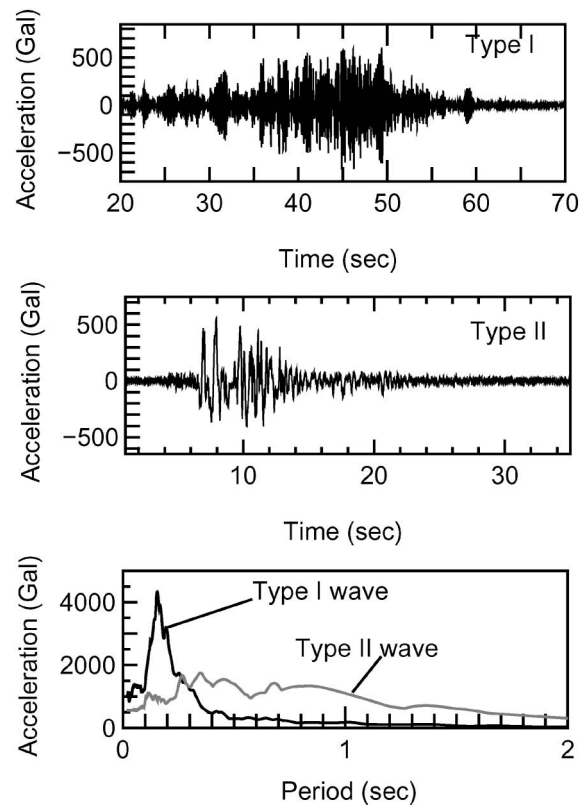 Acceleration (Gal)
500
0
−500
Type I
20 30 40 50 60 70
Time (sec)
Acceleration (Gal)
500
0
−500
Type II
10 20 30
Time (sec)
Acceleration (Gal)
4000
2000
0
Type I wave
Type II wave
0 1 2
Period (sec)